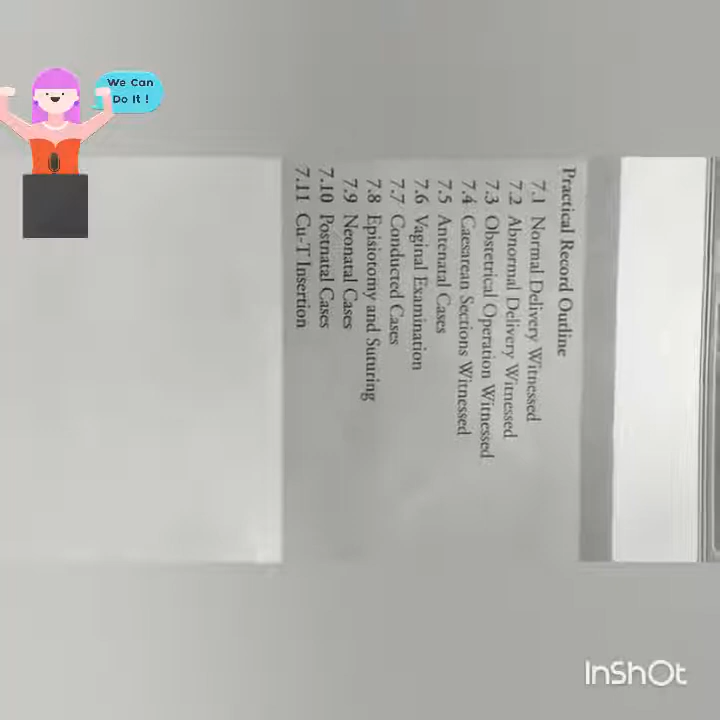 We Can
Do It !
Practical Record Outline
7.1 Normal Delivery Witnessed
7.2 Abnormal Delivery Witnessed
7.3 Obstetrical Operation Witnessed
7.4 Caesarean Sections Witnessed
7.5 Antenatal Cases
7.6 Vaginal Examination
7.7 Conducted Cases
7.8 Episiotomy and Suturing
7.9 Neonatal Cases
7.10 Postnatal Cases
7.11 Cu-T Insertion
InShOt